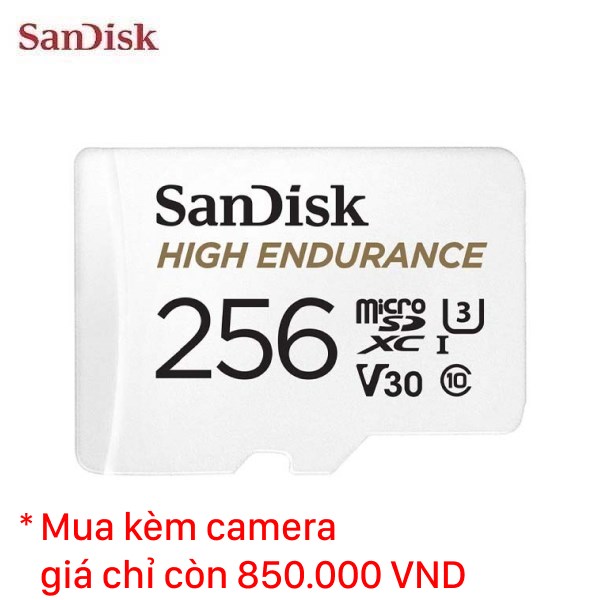 SanDisk
SanDisk
HIGH ENDURANCE
256
micro SD XC I U3
V30 C10
* Mua kèm camera
giá chỉ còn 850.000 VND